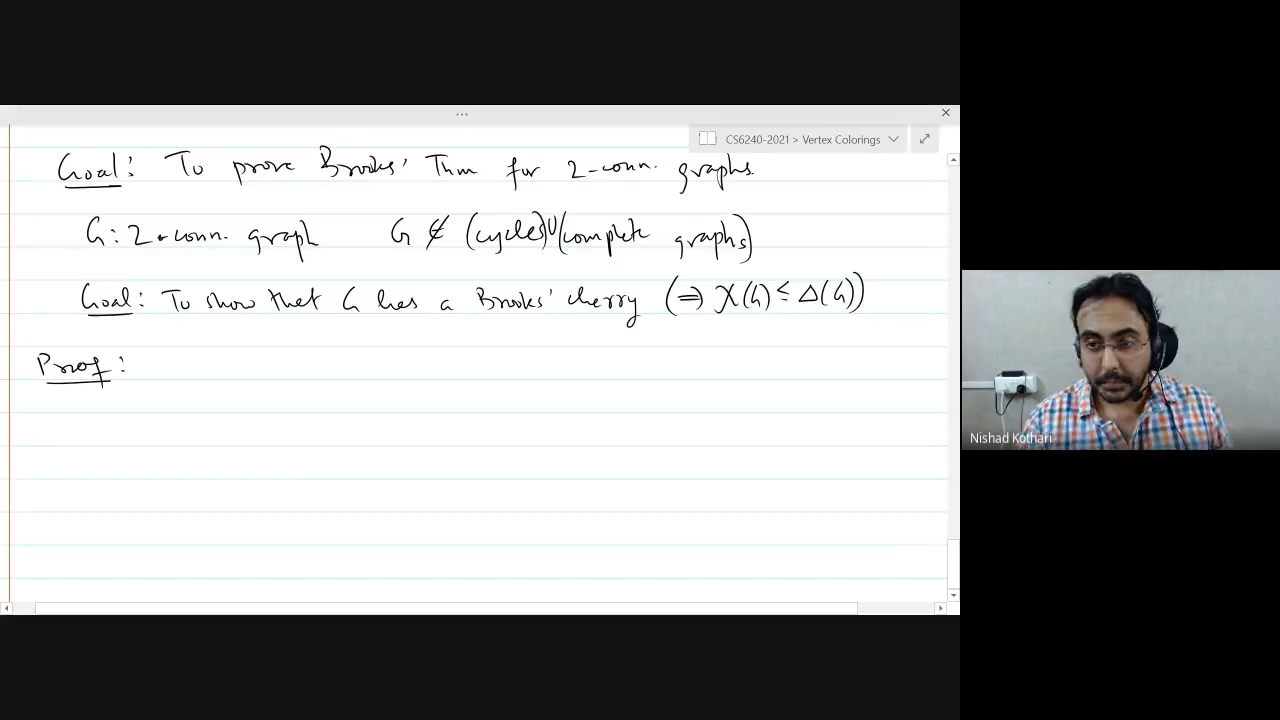 CS6240-2021 > Vertex Colorings
Goal: To prove Brooks' Thm for 2-conn. graphs.
G: 2-conn. graph G ∉ (cycles) ∪ (complete graphs)
Goal: To show that G has a Brooks' cherry (⇒ χ(G) ≤ Δ(G))
Proof:
Nishad Kothari